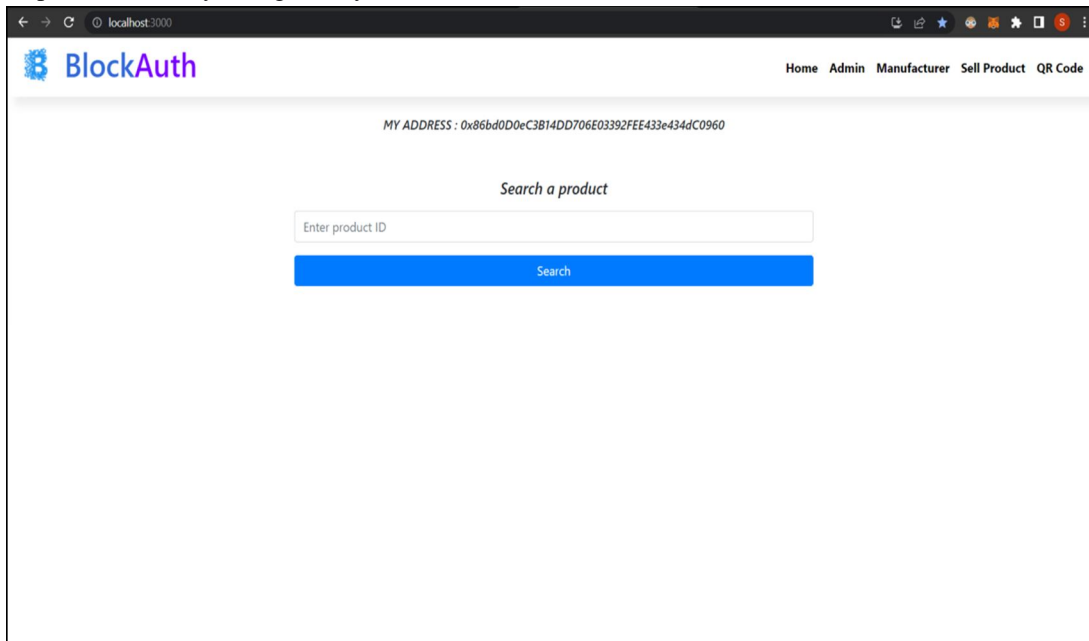 localhost:3000
S
BlockAuth
Home Admin Manufacturer Sell Product QR Code
MY ADDRESS : 0x86bd0D0eC3B14DD706E03392FEE433e434dC0960
Search a product
Enter product ID
Search